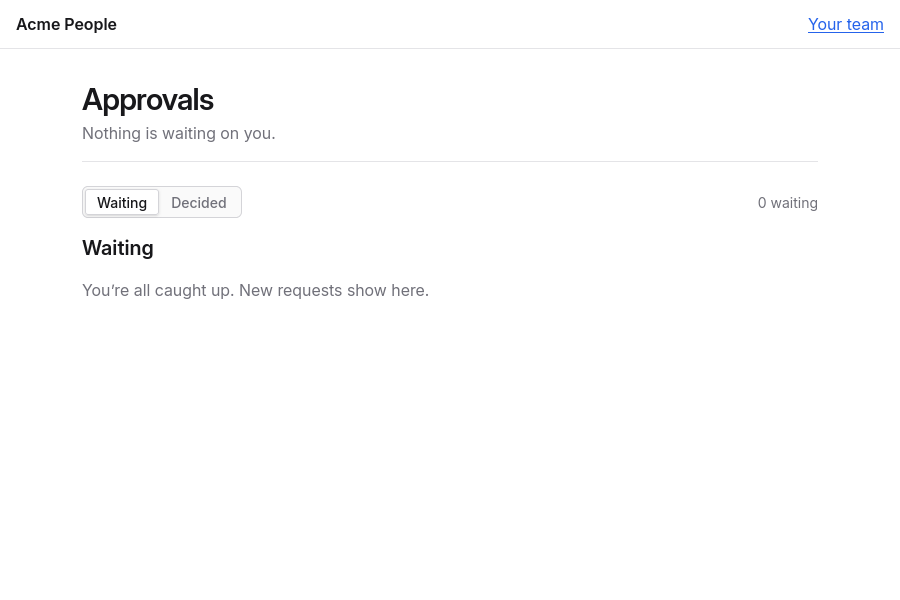 Acme People
Your team
Approvals
Nothing is waiting on you.
Waiting
Decided
0 waiting
Waiting
You’re all caught up. New requests show here.